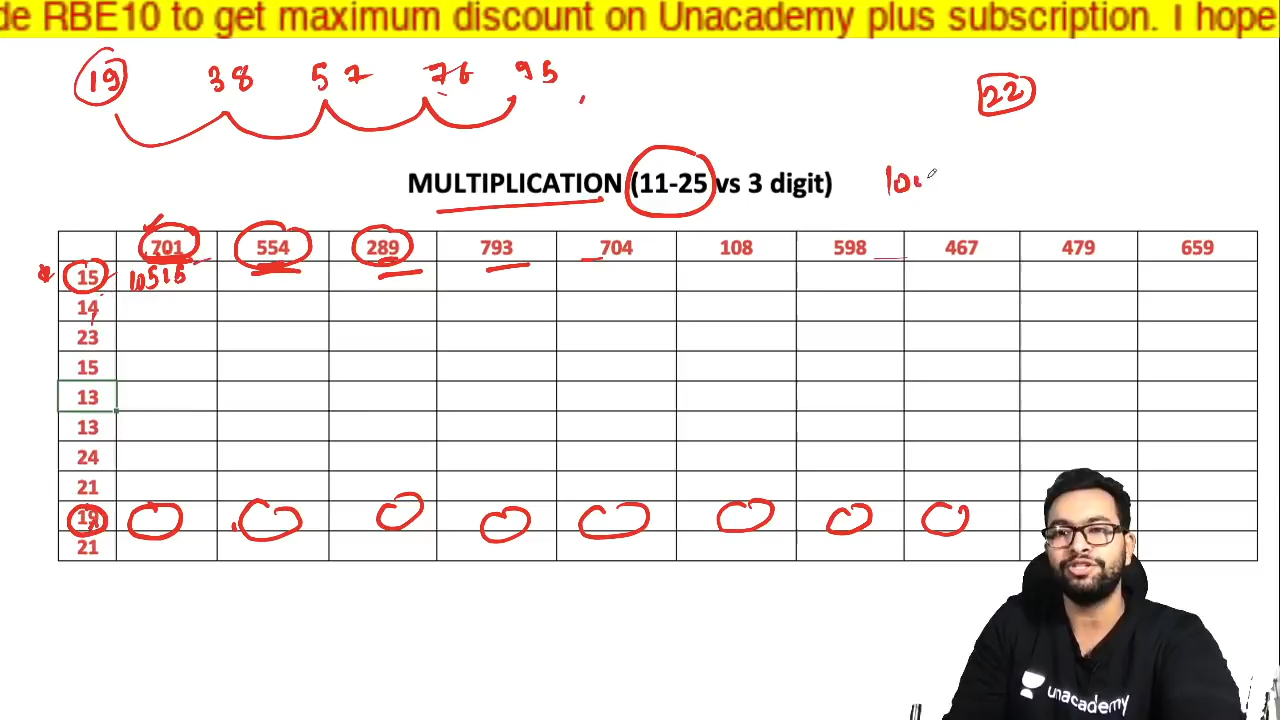 de RBE10 to get maximum discount on Unacademy plus subscription. I hope
19 38 57 76 95
22
MULTIPLICATION (11-25 vs 3 digit)
701 554 289 793 704 108 598 467 479 659
15 10515
14
23
15
13
13
24
21
19
21
unacademy